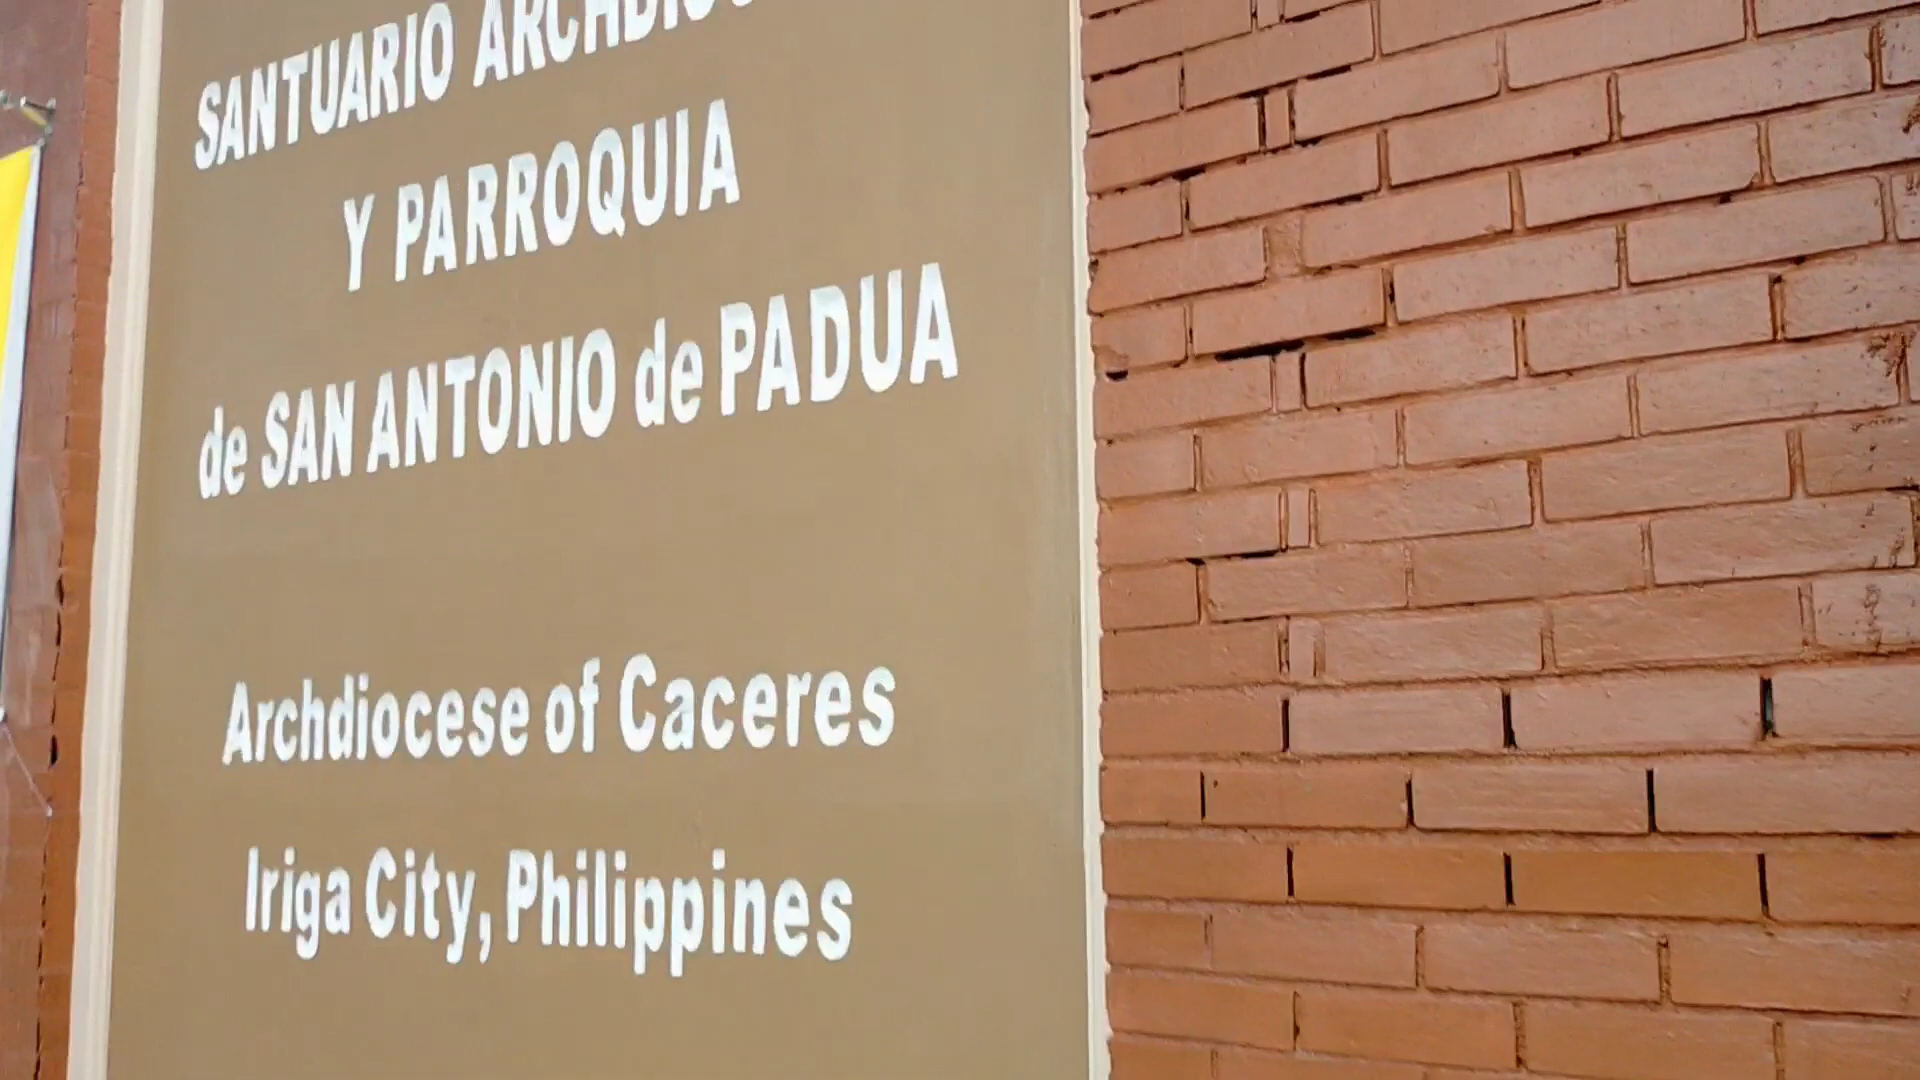 SANTUARIO
Y PARROQUIA
de SAN ANTONIO de PADUA
Archdiocese of Caceres
Iriga City, Philippines